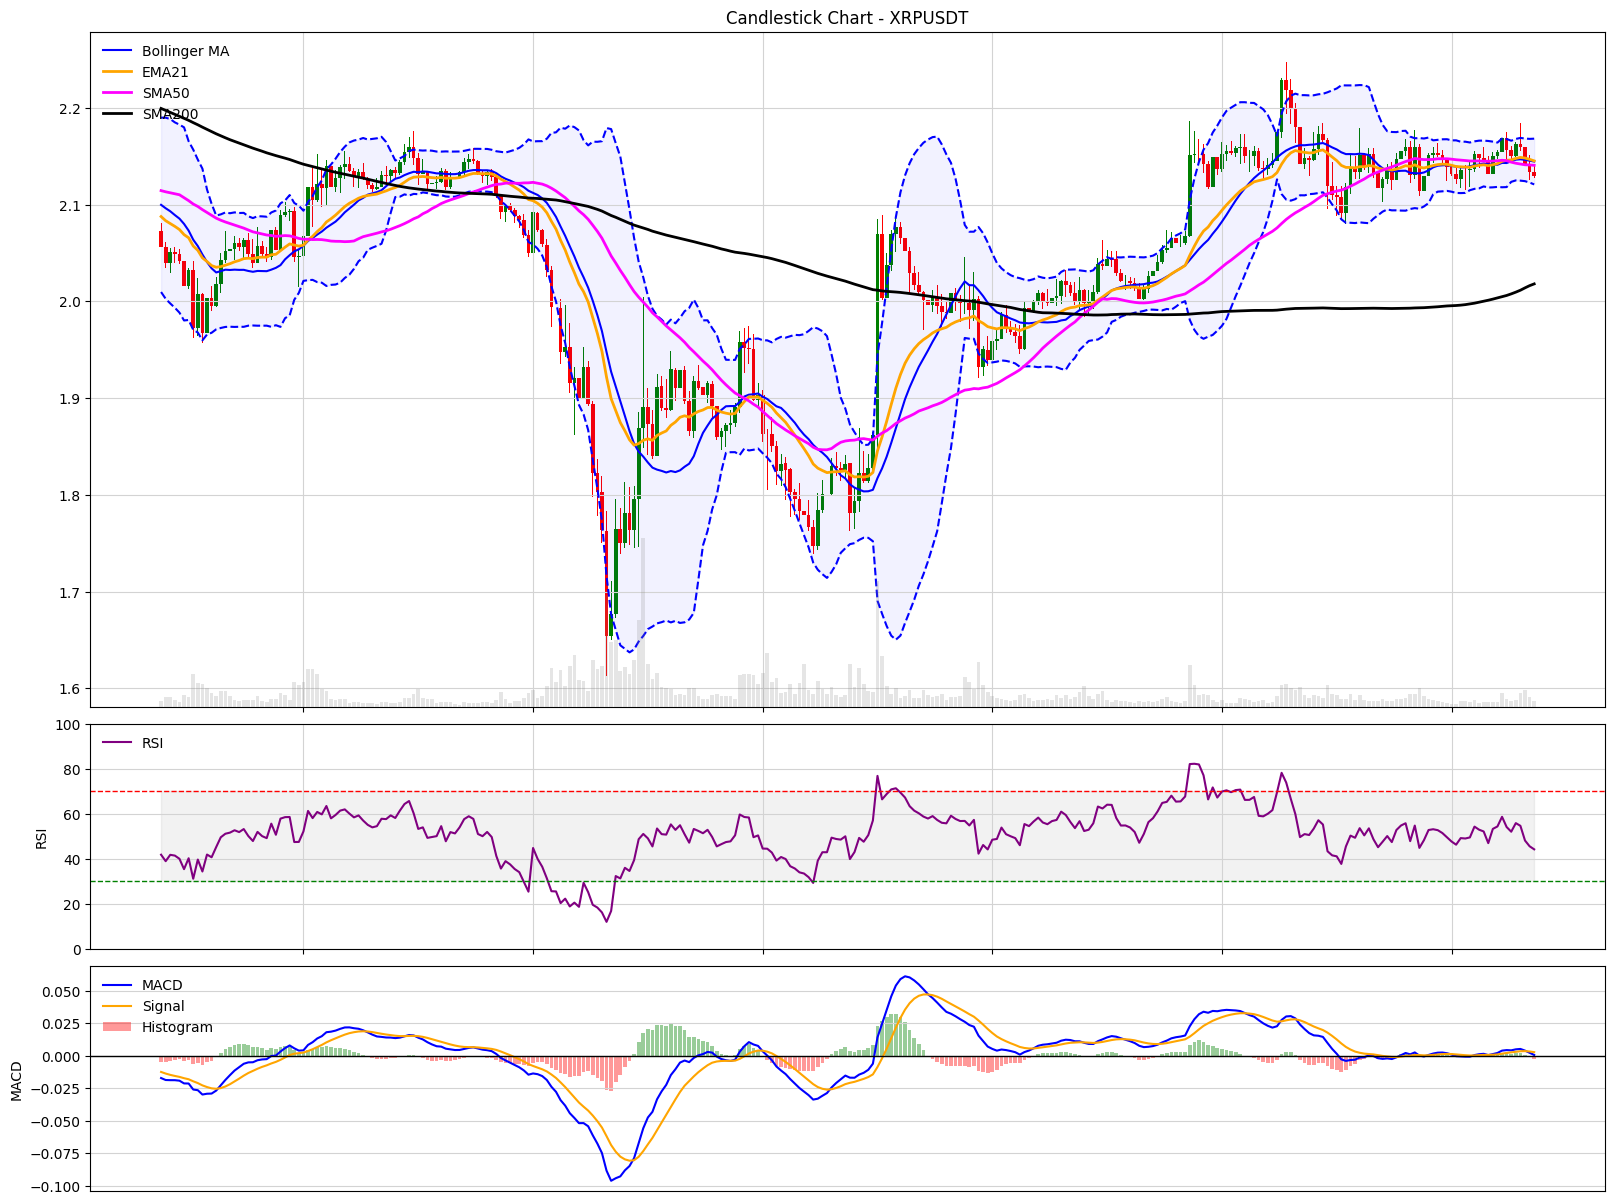 Candlestick Chart - XRPUSDT
Bollinger MA
EMA21
SMA50
SMA200
2.2
2.1
2.0
1.9
1.8
1.7
1.6
RSI
100
80
60
40
20
0
RSI
MACD
Signal
Histogram
0.050
0.025
0.000
−0.025
−0.050
−0.075
−0.100
MACD